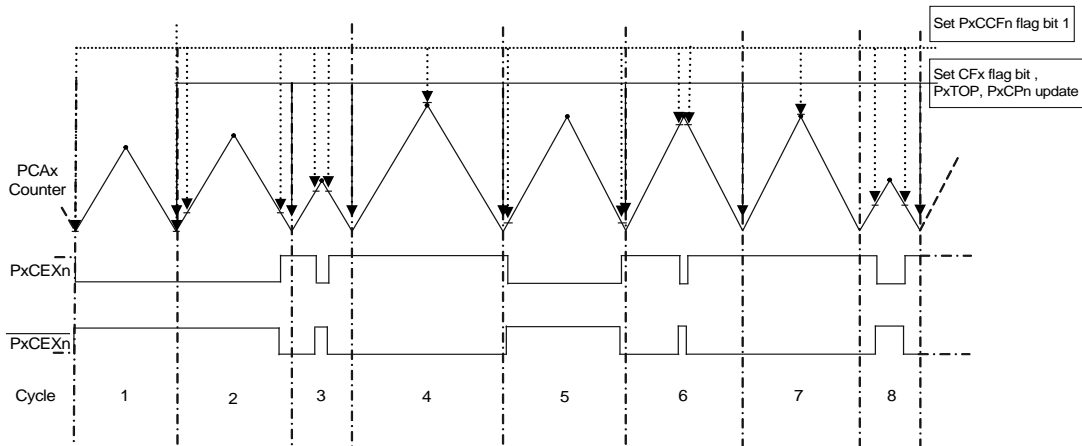 Set PxCCFn flag bit 1
Set CFx flag bit ,
PxTOP, PxCPn update
PCAx
Counter
PxCEXn
PxCEXn
Cycle 1 2 3 4 5 6 7 8